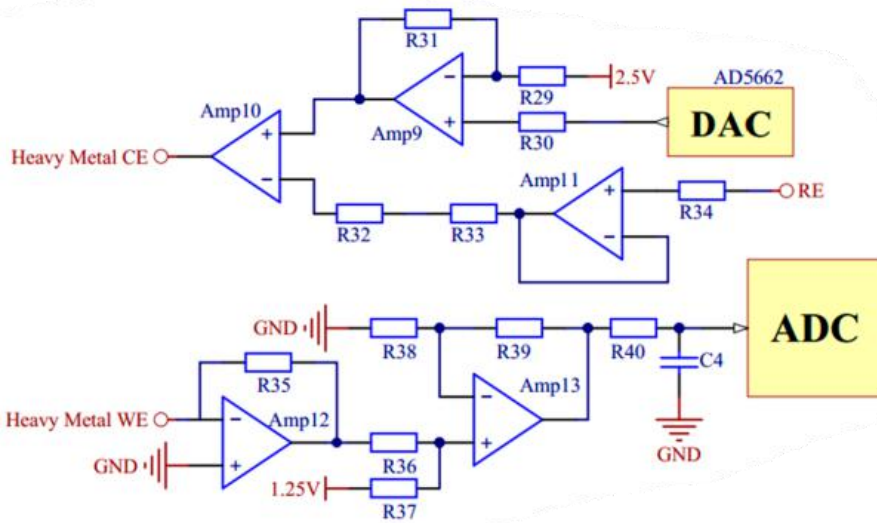 R31
2.5V
AD5662
R29
Amp10
DAC
Amp9
R30
Heavy Metal CE
Amp11
R34
RE
R32
R33
GND
R38
R39
R40
C4
ADC
R35
Amp13
Heavy Metal WE
Amp12
GND
GND
R36
1.25V
R37